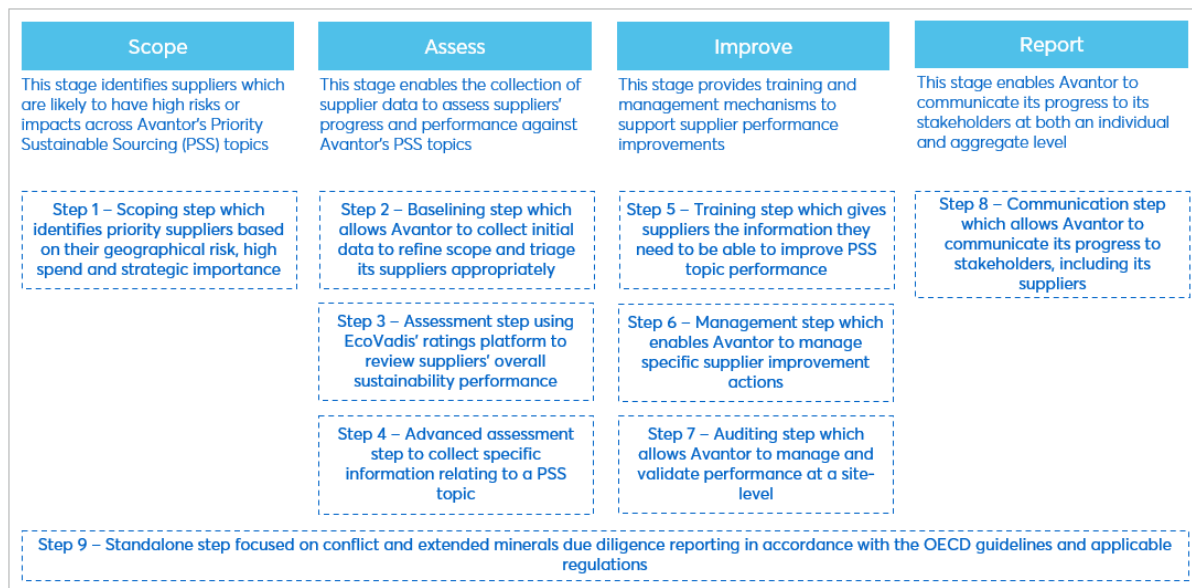 Scope
This stage identifies suppliers which
are likely to have high risks or
impacts across Avantor's Priority
Sustainable Sourcing (PSS) topics
Step 1 – Scoping step which
identifies priority suppliers based
on their geographical risk, high
spend and strategic importance
Assess
This stage enables the collection of
supplier data to assess suppliers'
progress and performance against
Avantor's PSS topics
Step 2 – Baselining step which
allows Avantor to collect initial
data to refine scope and triage
its suppliers appropriately
Step 3 – Assessment step using
EcoVadis' ratings platform to
review suppliers' overall
sustainability performance
Step 4 – Advanced assessment
step to collect specific
information relating to a PSS
topic
Improve
This stage provides training and
management mechanisms to
support supplier performance
improvements
Step 5 – Training step which gives
suppliers the information they
need to be able to improve PSS
topic performance
Step 6 – Management step which
enables Avantor to manage
specific supplier improvement
actions
Step 7 – Auditing step which
allows Avantor to manage and
validate performance at a site-
level
Report
This stage enables Avantor to
communicate its progress to its
stakeholders at both an individual
and aggregate level
Step 8 – Communication step
which allows Avantor to
communicate its progress to
stakeholders, including its
suppliers
Step 9 – Standalone step focused on conflict and extended minerals due diligence reporting in accordance with the OECD guidelines and applicable
regulations